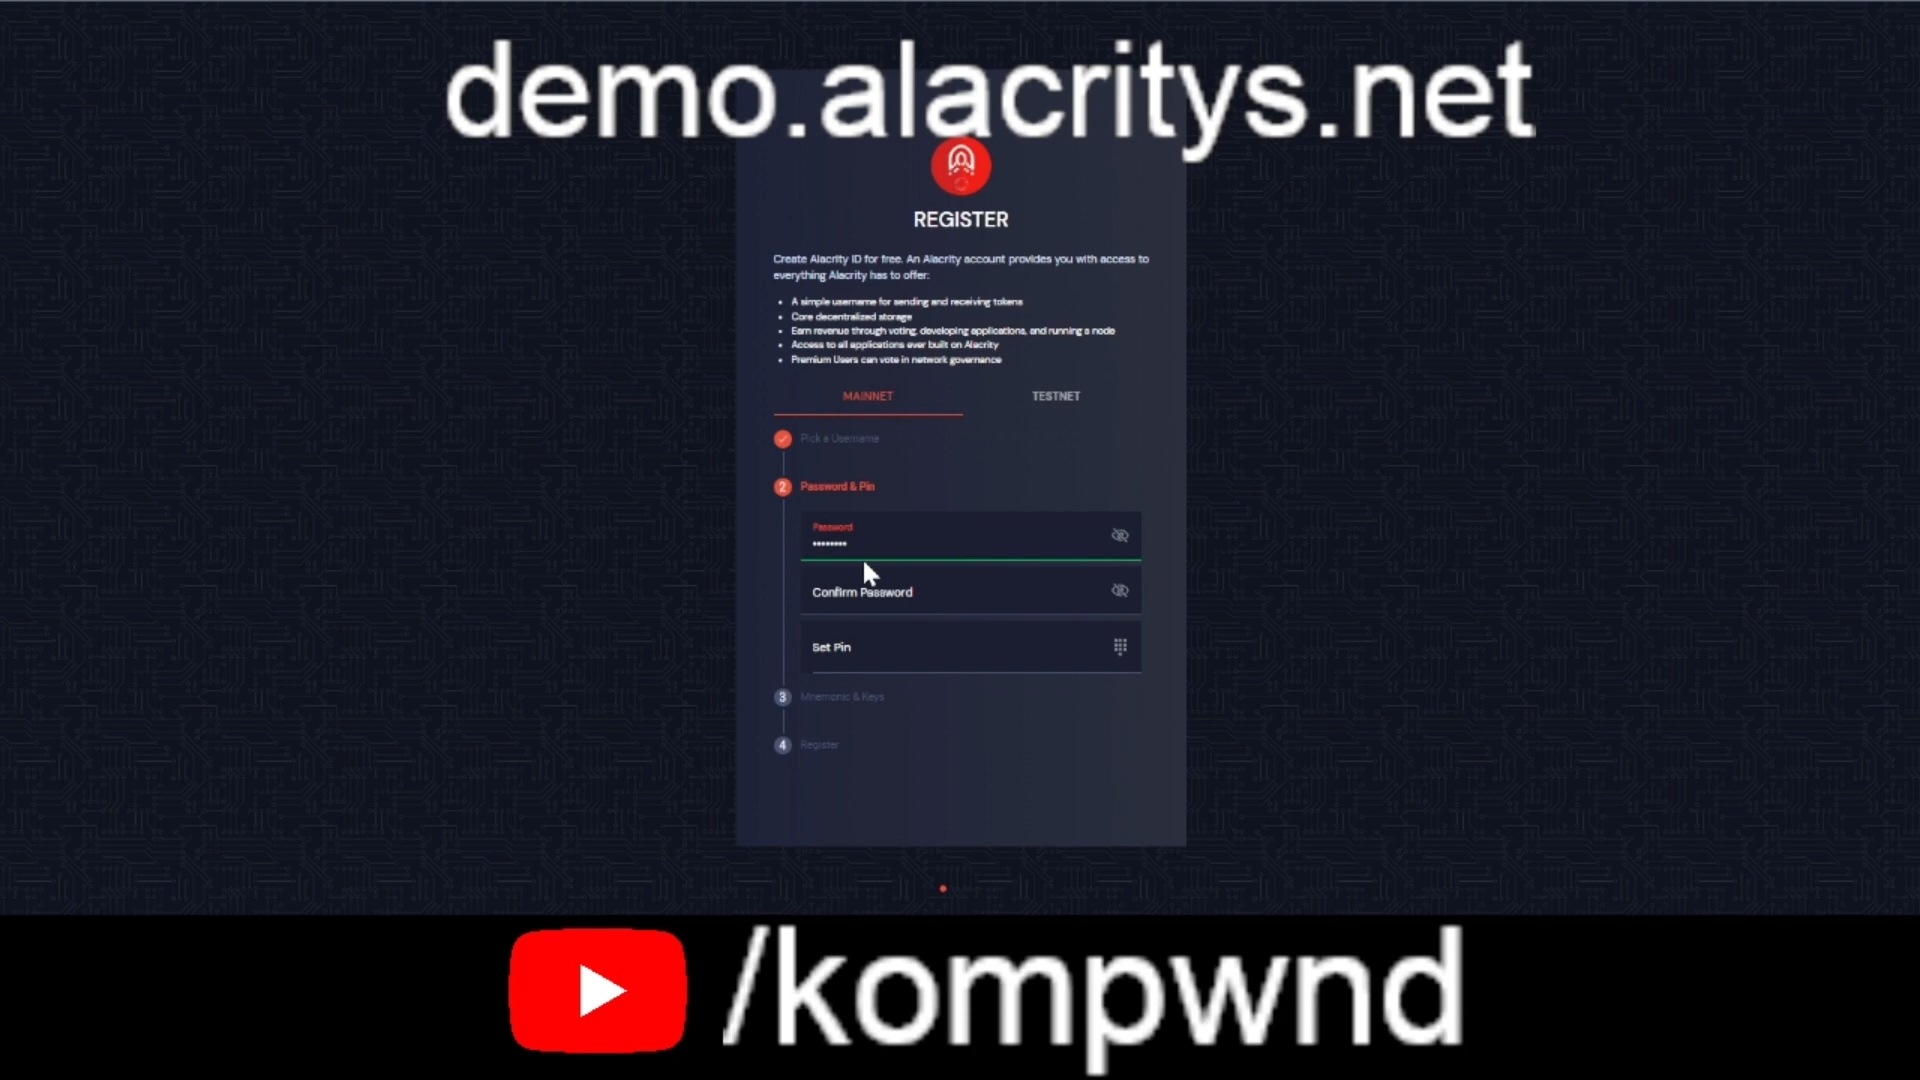 demo.alacritys.net
REGISTER
Create Alacrity ID for free. An Alacrity account provides you with access to
everything Alacrity has to offer:
• A simple username for sending and receiving tokens
• Core decentralized storage
• Earn revenue through voting, developing applications, and running a node
• Access to all applications ever built on Alacrity
• Premium Users can vote in network governance
MAINNET TESTNET
Pick a Username
2 Password & Pin
Password
••••••••
Confirm Password
Set Pin
3 Mnemonic & Keys
4 Register
/kompwnd